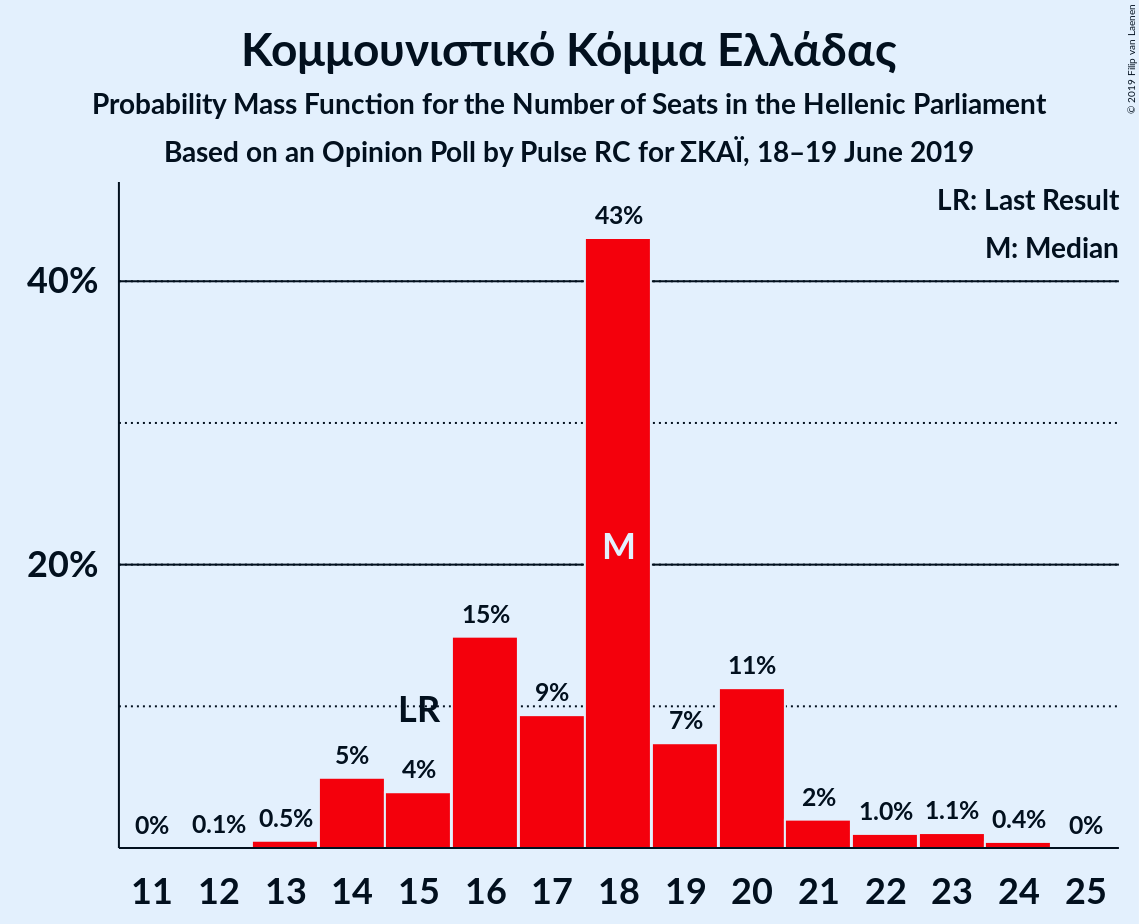 Κομμουνιστικό Κόμμα Ελλάδας
Probability Mass Function for the Number of Seats in the Hellenic Parliament
Based on an Opinion Poll by Pulse RC for ΣΚΑΪ, 18–19 June 2019
© 2019 Filip van Laenen
LR: Last Result
M: Median
40%
20%
0%
0.1%
0.5%
5%
4%
LR
15%
9%
43%
M
7%
11%
2%
1.0%
1.1%
0.4%
0%
11 12 13 14 15 16 17 18 19 20 21 22 23 24 25